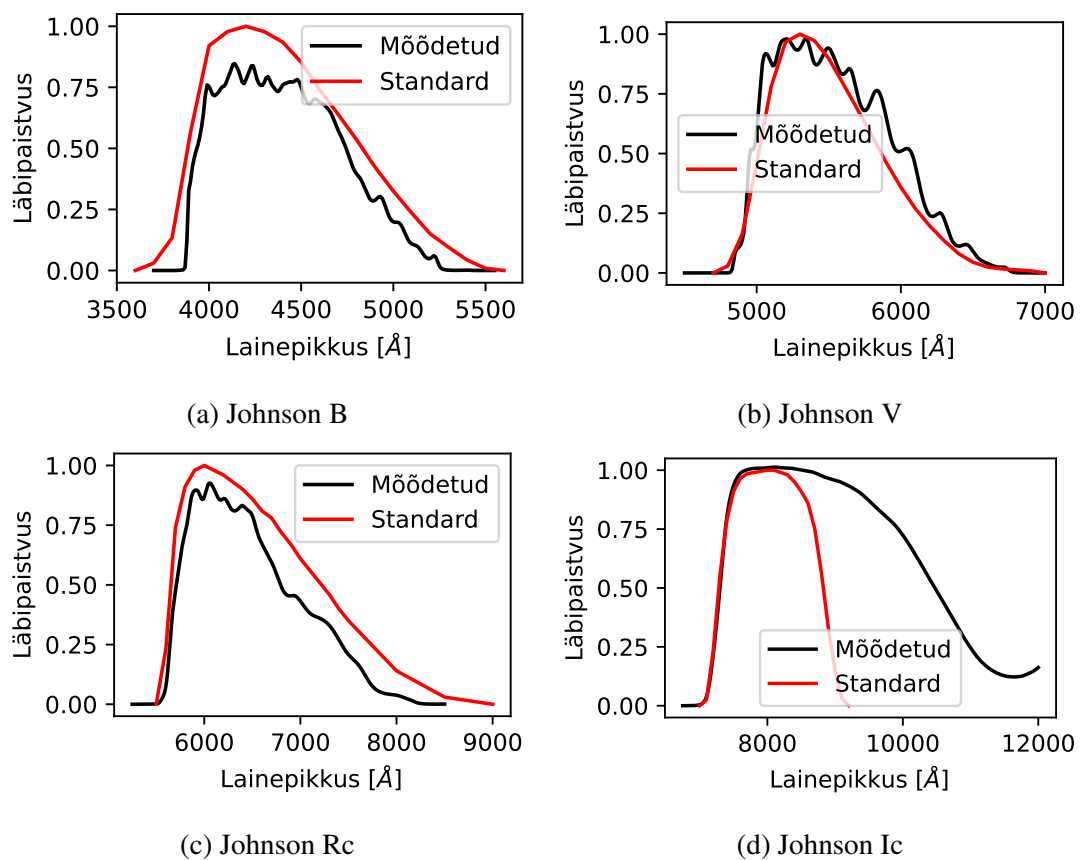 Läbipaistvus
1.00
0.75
0.50
0.25
0.00
Mõõdetud
Standard
3500 4000 4500 5000 5500
Lainepikkus [Å]
(a) Johnson B
Läbipaistvus
1.00
0.75
0.50
0.25
0.00
Mõõdetud
Standard
5000 6000 7000
Lainepikkus [Å]
(b) Johnson V
Läbipaistvus
1.00
0.75
0.50
0.25
0.00
Mõõdetud
Standard
6000 7000 8000 9000
Lainepikkus [Å]
(c) Johnson Rc
Läbipaistvus
1.00
0.75
0.50
0.25
0.00
Mõõdetud
Standard
8000 10000 12000
Lainepikkus [Å]
(d) Johnson Ic